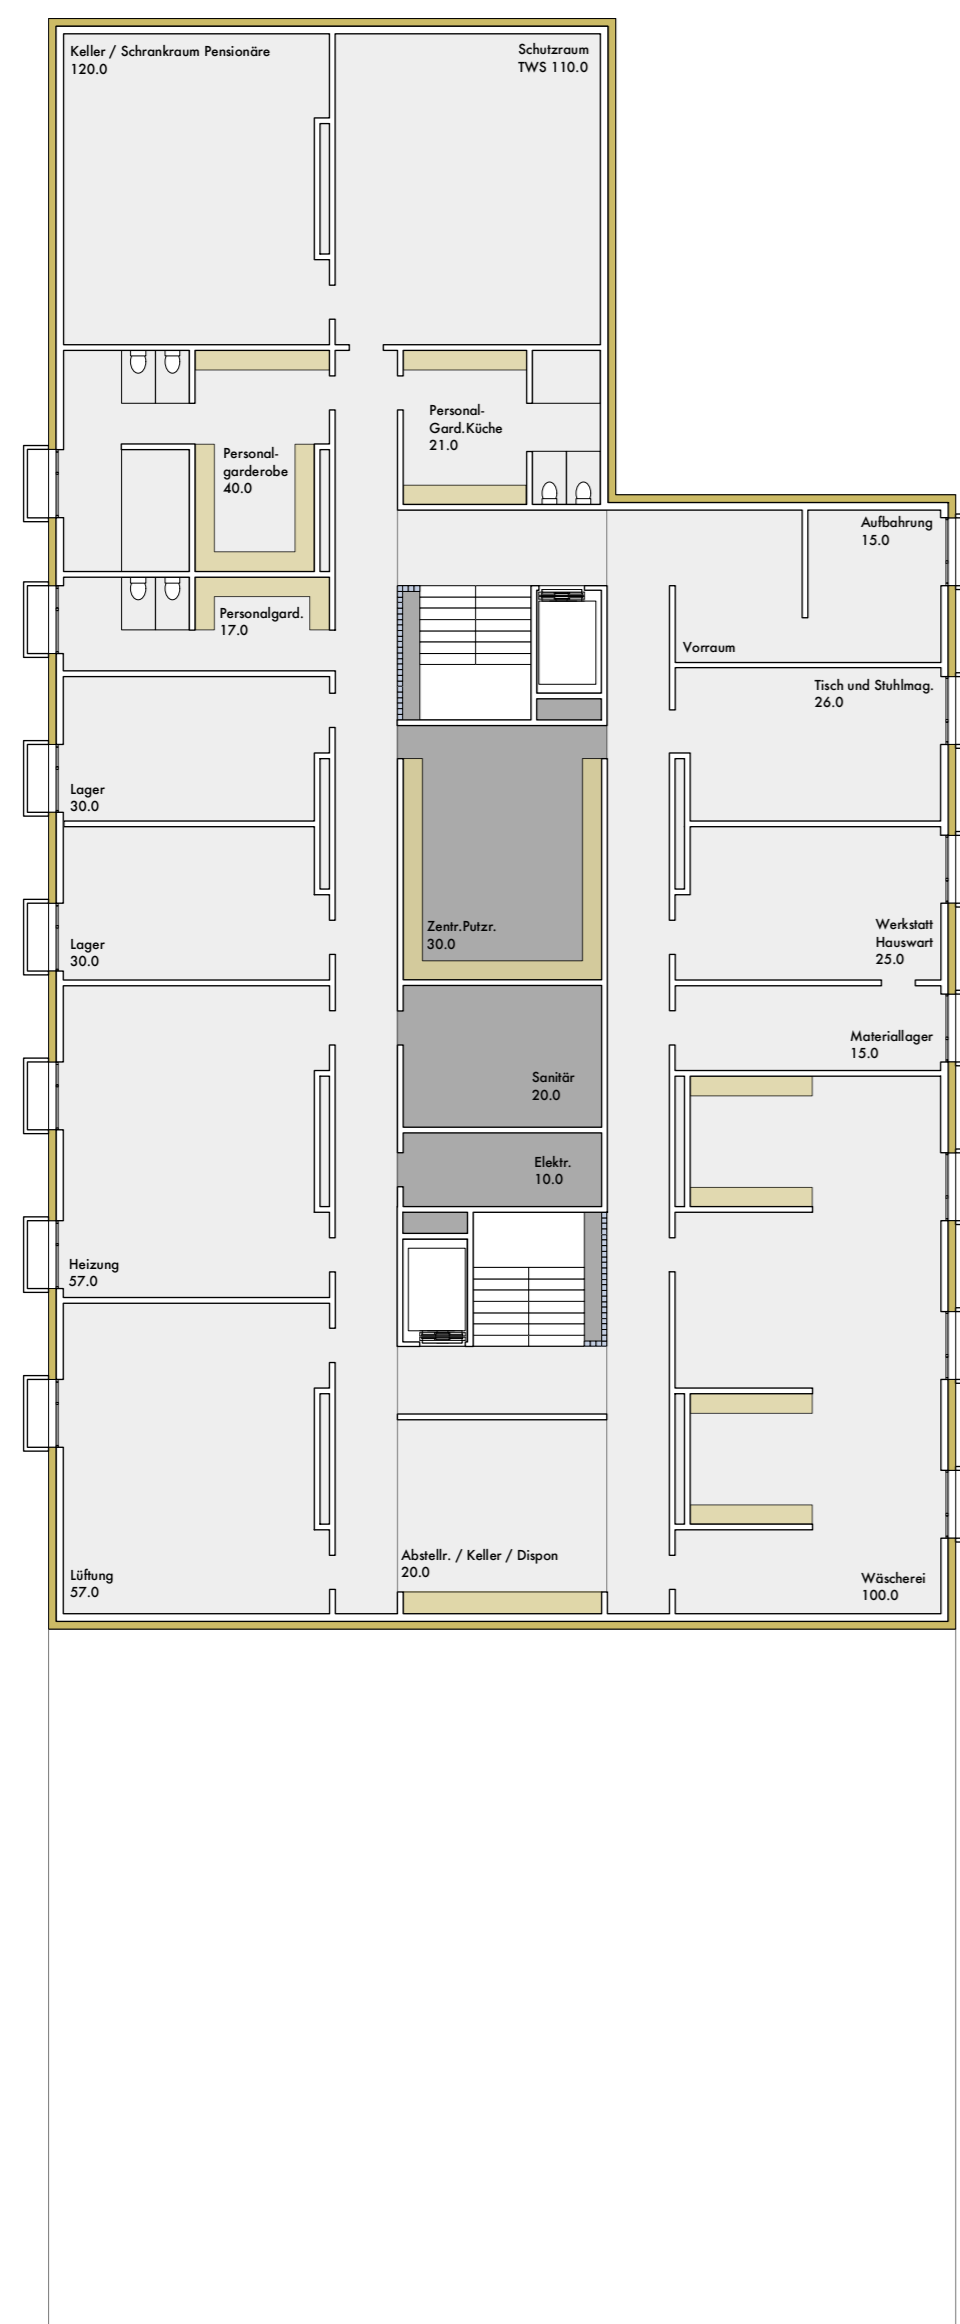 Keller / Schrankraum Pensionäre
120.0
Schutzraum
TWS 110.0
Personal-
Gard.Küche
21.0
Personal-
garderobe
40.0
Aufbahrung
15.0
Personalgard.
17.0
Vorraum
Tisch und Stuhlmag.
26.0
Lager
30.0
Zentr.Putzr.
30.0
Werkstatt
Hauswart
25.0
Lager
30.0
Materiallager
15.0
Sanitär
20.0
Elektr.
10.0
Heizung
57.0
Abstellr. / Keller / Dispon
20.0
Lüftung
57.0
Wäscherei
100.0